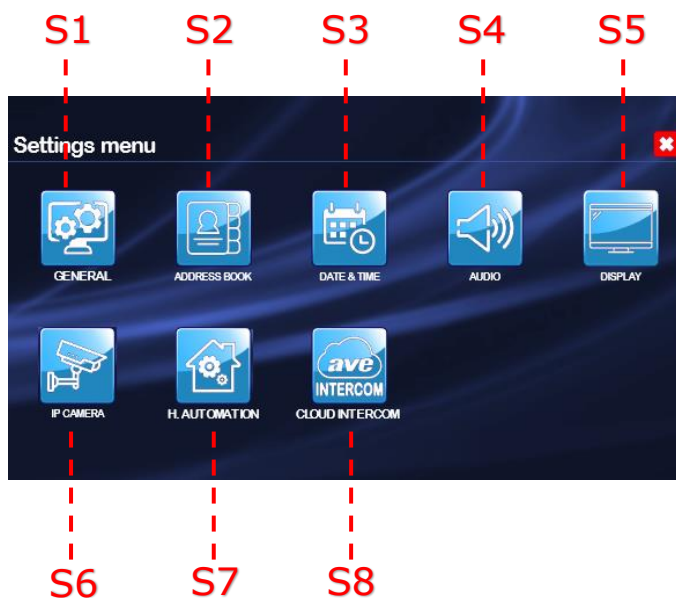 S1 S2 S3 S4 S5
Settings menu
GENERAL ADDRESS BOOK DATE & TIME AUDIO DISPLAY
ave
INTERCOM
IP CAMERA H. AUTOMATION CLOUD INTERCOM
S6 S7 S8